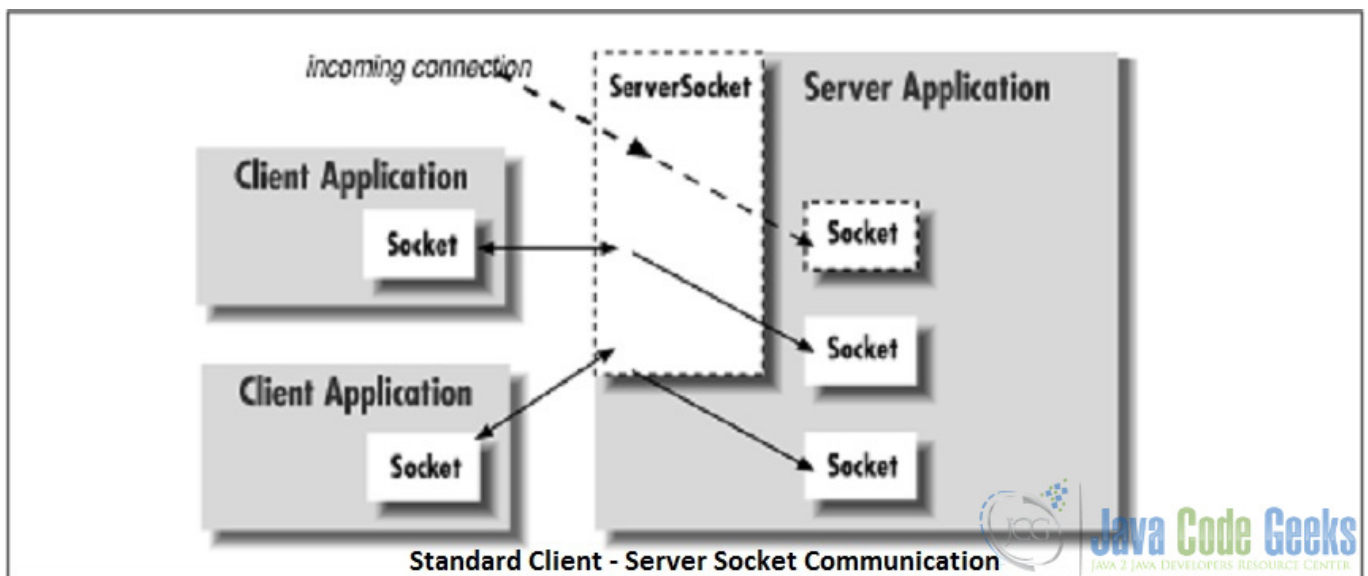 incoming connection
ServerSocket
Server Application
Client Application
Socket
Socket
Socket
Client Application
Socket
Socket
Standard Client - Server Socket Communication
JCG
Java Code Geeks
JAVA 2 JAVA DEVELOPERS RESOURCE CENTER